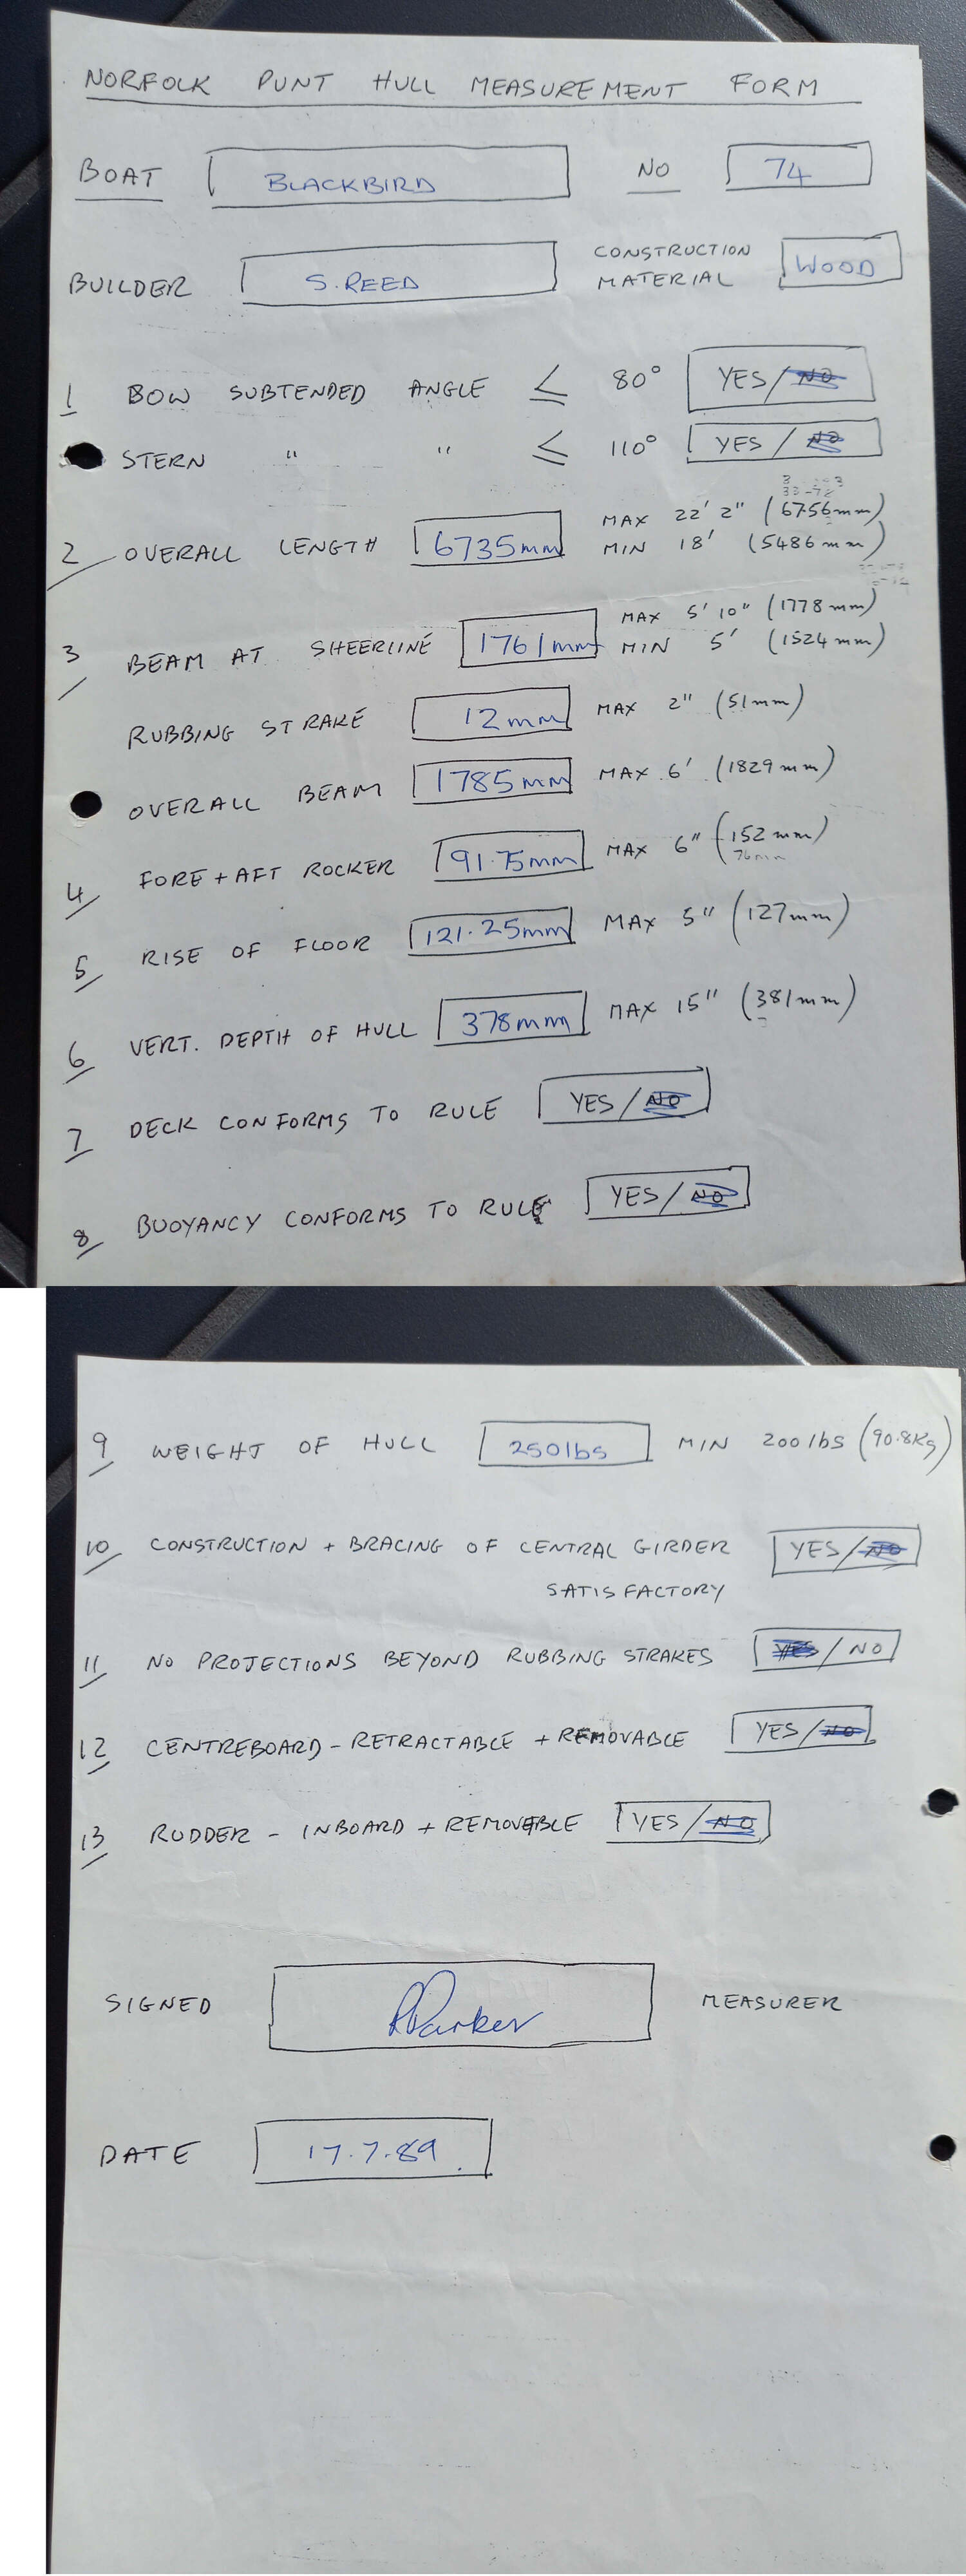 NORFOLK PUNT HULL MEASUREMENT FORM
BOAT BLACKBIRD NO 74
BUILDER S. REED CONSTRUCTION MATERIAL WOOD
1 BOW SUBTENDED ANGLE ≤ 80° YES / NO
STERN " " ≤ 110° YES / NO
2 OVERALL LENGTH 6735mm MAX 22' 2" (6756mm)
MIN 18' (5486mm)
3 BEAM AT SHEERLINE 1761mm MAX 5' 10" (1778mm)
MIN 5' (1524mm)
RUBBING STRAKE 12mm MAX 2" (51mm)
OVERALL BEAM 1785mm MAX 6' (1829mm)
4 FORE + AFT ROCKER 91.75mm MAX 6" (152mm)
76mm
5 RISE OF FLOOR 121.25mm MAX 5" (127mm)
6 VERT. DEPTH OF HULL 378mm MAX 15" (381mm)
7 DECK CONFORMS TO RULE YES / NO
8 BUOYANCY CONFORMS TO RULE YES / NO
9 WEIGHT OF HULL 250lbs MIN 200lbs (90.8Kg)
10 CONSTRUCTION + BRACING OF CENTRAL GIRDER YES / NO
SATISFACTORY
11 NO PROJECTIONS BEYOND RUBBING STRAKES YES / NO
12 CENTREBOARD - RETRACTABLE + REMOVABLE YES / NO
13 RUDDER - INBOARD + REMOVABLE YES / NO
SIGNED RParker MEASURER
DATE 17.7.89.